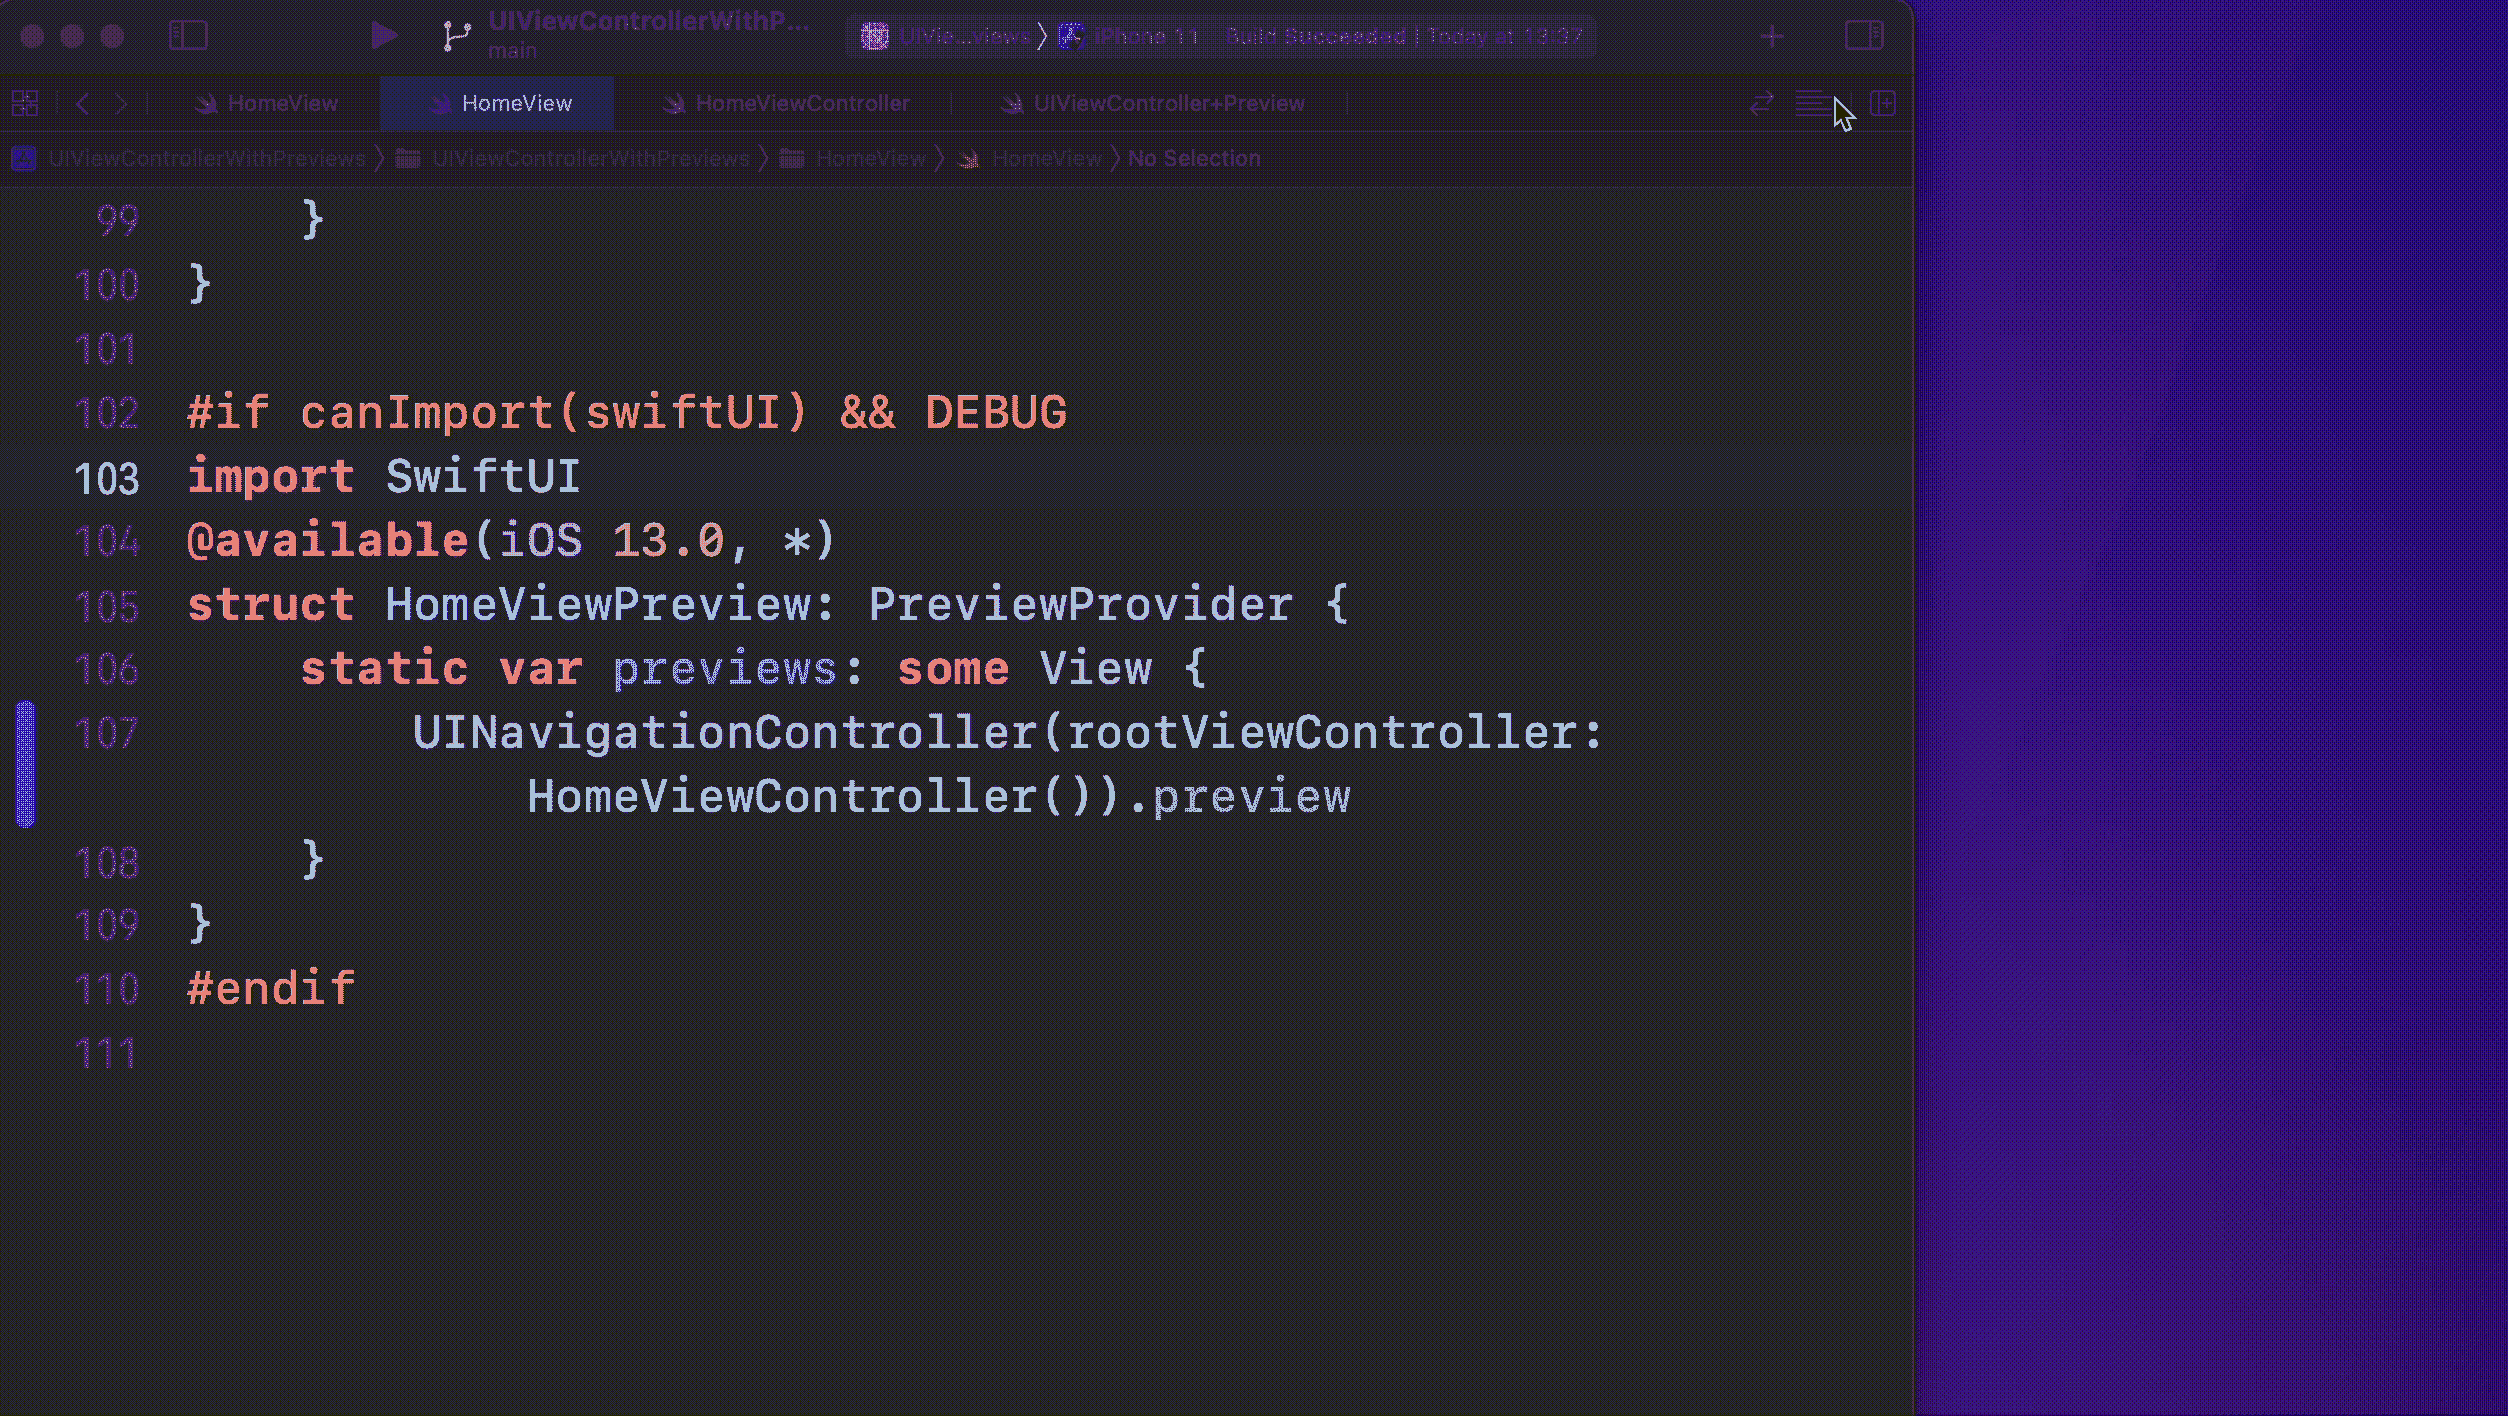 UIViewControllerWithP...
main
UIVie...views
iPhone 11
Build Succeeded | Today at 13:37
HomeView
HomeView
HomeViewController
UIViewController+Preview
UIViewControllerWithPreviews
UIViewControllerWithPreviews
HomeView
HomeView
No Selection
99 }
100 }
101
102 #if canImport(swiftUI) && DEBUG
103 import SwiftUI
104 @available(iOS 13.0, *)
105 struct HomeViewPreview: PreviewProvider {
106 static var previews: some View {
107 UINavigationController(rootViewController:
HomeViewController()).preview
108 }
109 }
110 #endif
111